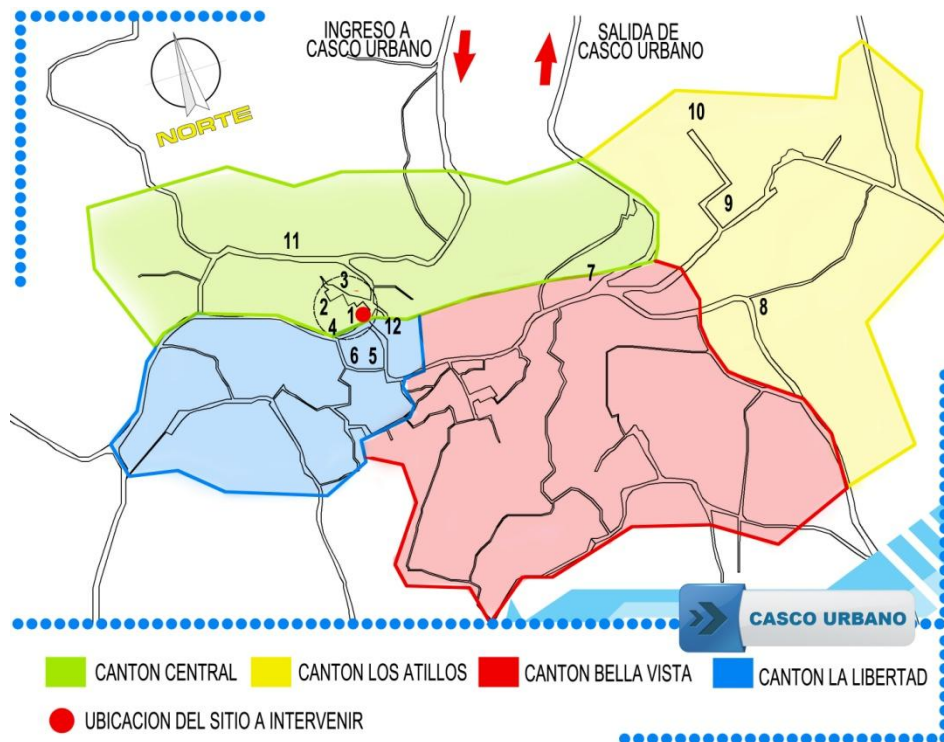 INGRESO A
CASCO URBANO
SALIDA DE
CASCO URBANO
NORTE
10
9
11
7
3
2
8
1
12
4
6 5
CASCO URBANO
CANTON CENTRAL
CANTON LOS ATILLOS
CANTON BELLA VISTA
CANTON LA LIBERTAD
UBICACION DEL SITIO A INTERVENIR